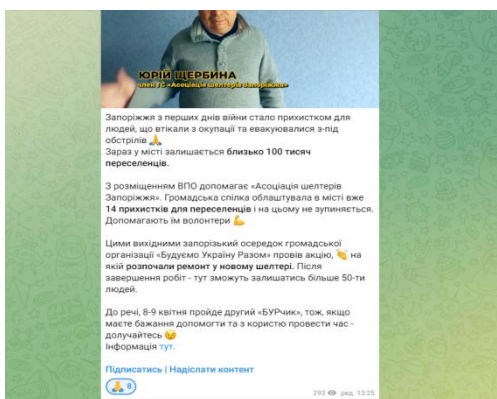 ЮРІЙ ЩЕРБИНА
член ГС «Асоціація шелтерів Запоріжжя»
Запоріжжя з перших днів війни стало прихистком для
людей, що втікали з окупації та евакуювалися з-під
обстрілів 🙏
Зараз у місті залишається близько 100 тисяч
переселенців.
З розміщенням ВПО допомагає «Асоціація шелтерів
Запоріжжя». Громадська спілка облаштувала в місті вже
14 прихистків для переселенців і на цьому не зупиняється.
Допомагають їм волонтери 💪
Цими вихідними запорізький осередок громадської
організації «Будуємо Україну Разом» провів акцію, 👏 на
якій розпочали ремонт у новому шелтері. Після
завершення робіт - тут зможуть залишатись більше 50-ти
людей.
До речі, 8-9 квітня пройде другий «БУРчик», тож, якщо
маєте бажання допомогти та з користю провести час -
долучайтесь 😉
Інформація тут.
Підписатись | Надіслати контент
🙏 8
293 ред. 13:25